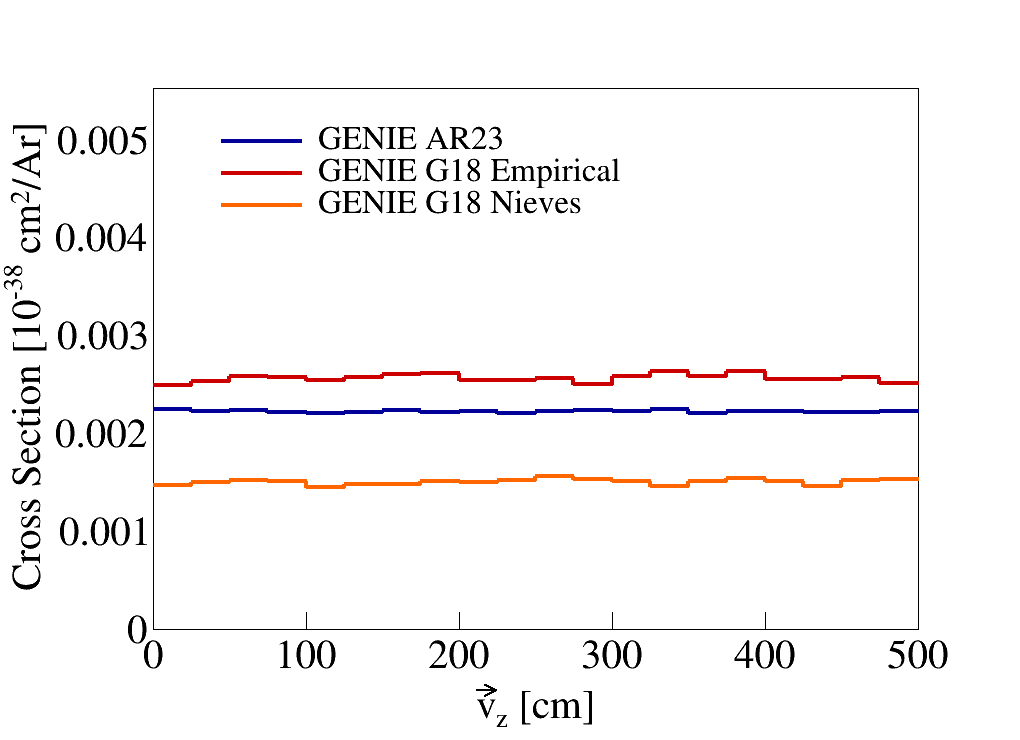 Cross Section [10⁻³⁸ cm²/Ar]
0.005
0.004
0.003
0.002
0.001
0
GENIE AR23
GENIE G18 Empirical
GENIE G18 Nieves
0 100 200 300 400 500
v⃗_z [cm]